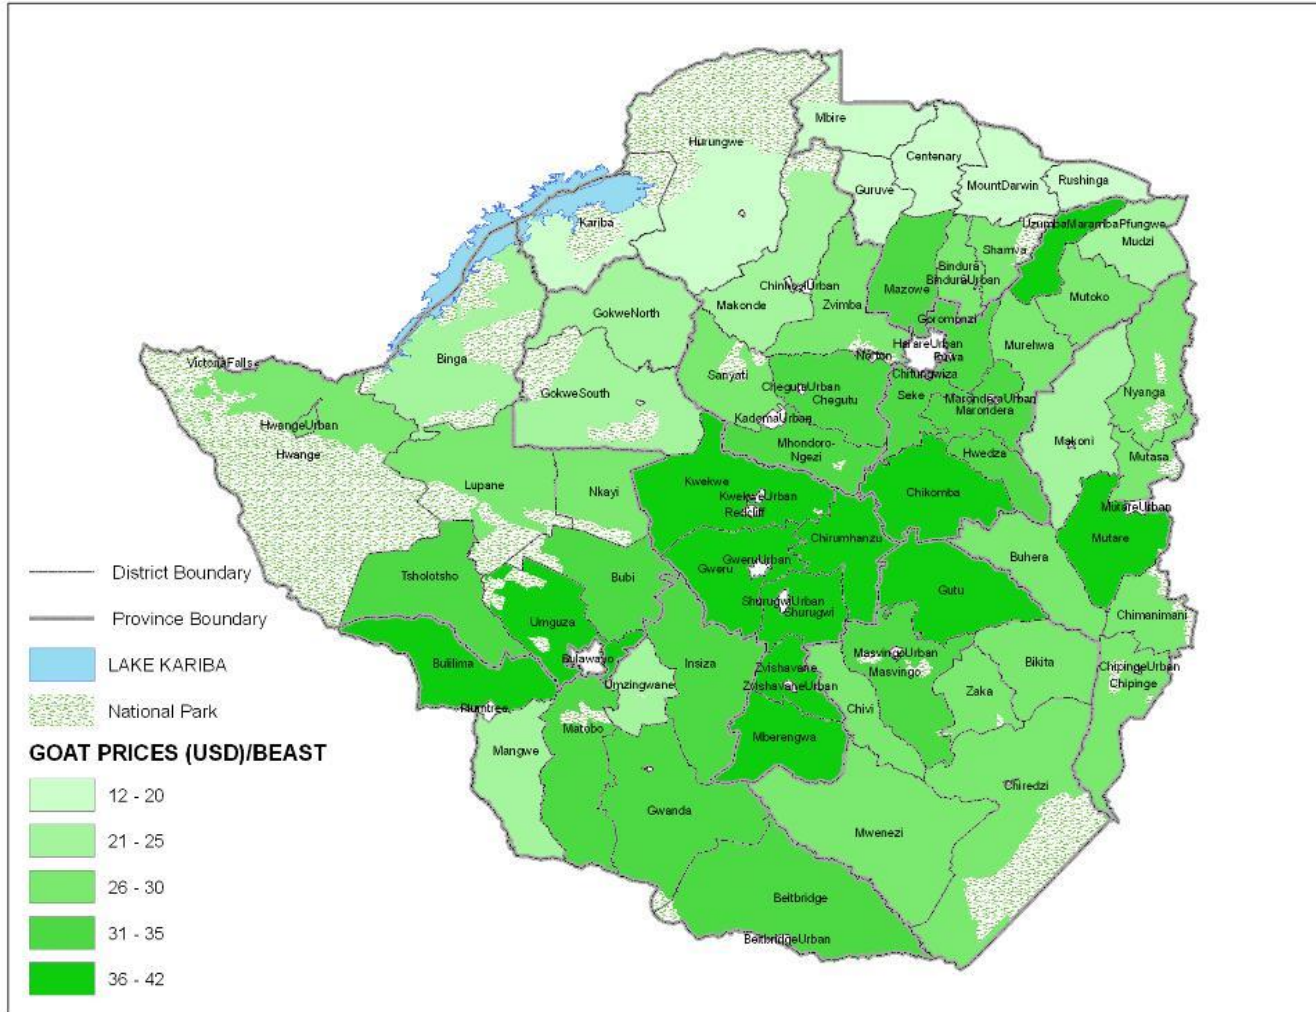 Mbire
Hurungwe
Centenary
Guruve
MountDarwin
Rushinga
Kariba
UzumbaMarambaPfungwe
Mudzi
Shamva
Bindura
BinduraUrban
ChinhoyiUrban
Mazowe
Mutoko
Makonde
Zvimba
GokweNorth
Goromonzi
HarareUrban
Ruwa
Murehwa
Norton
Binga
VictoriaFalls
Sanyati
Chitungwiza
CheguteUrban
Chegutu
Seke
MaronderaUrban
Marondera
Nyanga
GokweSouth
KadomaUrban
HwangeUrban
Hwange
Mhondoro-
Ngezi
Hwedza
Makoni
Mutasa
Lupane
Nkayi
Kwekwe
KwekweUrban
Redcliff
Chikomba
MutareUrban
Mutare
Chirumhanzu
Buhera
Tsholotsho
Bubi
Gweru
GweruUrban
Gutu
ShurugwiUrban
Shurugwi
Chimanimani
Umguza
Bulilima
Bulawayo
Insiza
Umzingwane
Zvishavane
ZvishavaneUrban
MasvingoUrban
Masvingo
Bikita
Zaka
ChipingeUrban
Chipinge
Plumtree
Matobo
Chivi
Mangwe
Mberengwa
Chiredzi
Gwanda
Mwenezi
Beitbridge
BeitbridgeUrban
District Boundary
Province Boundary
LAKE KARIBA
National Park
GOAT PRICES (USD)/BEAST
12 - 20
21 - 25
26 - 30
31 - 35
36 - 42